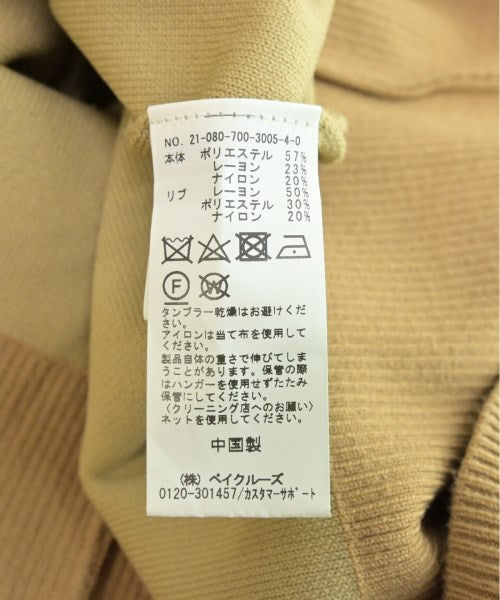 NO. 21-080-700-3005-4-0
本体 ポリエステル 57%
レーヨン 23%
ナイロン 20%
リブ レーヨン 50%
ポリエステル 30%
ナイロン 20%
F W
タンブラー乾燥はお避けくだ
さい。
アイロンは当て布を使用して
ください。
製品自体の重さで伸びてしま
うことがあります。保管の際
はハンガーを使用せずたたみ
保管にしてください。
〈クリーニング店へのお願い〉
ネットを使用して下さい。
中国製
(株) ベイクルーズ
0120-301457/カスタマーサポート